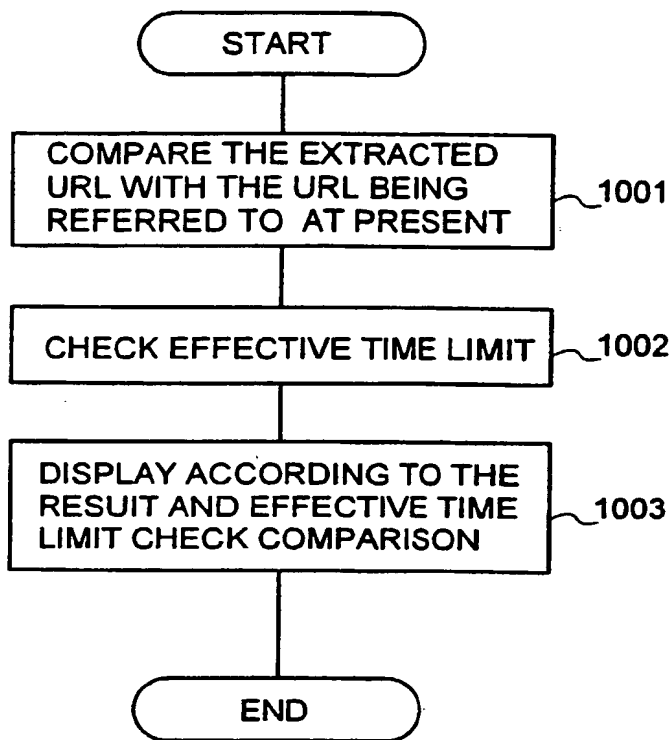 START
COMPARE THE EXTRACTED
URL WITH THE URL BEING
REFERRED TO AT PRESENT
1001
CHECK EFFECTIVE TIME LIMIT
1002
DISPLAY ACCORDING TO THE
RESUIT AND EFFECTIVE TIME
LIMIT CHECK COMPARISON
1003
END